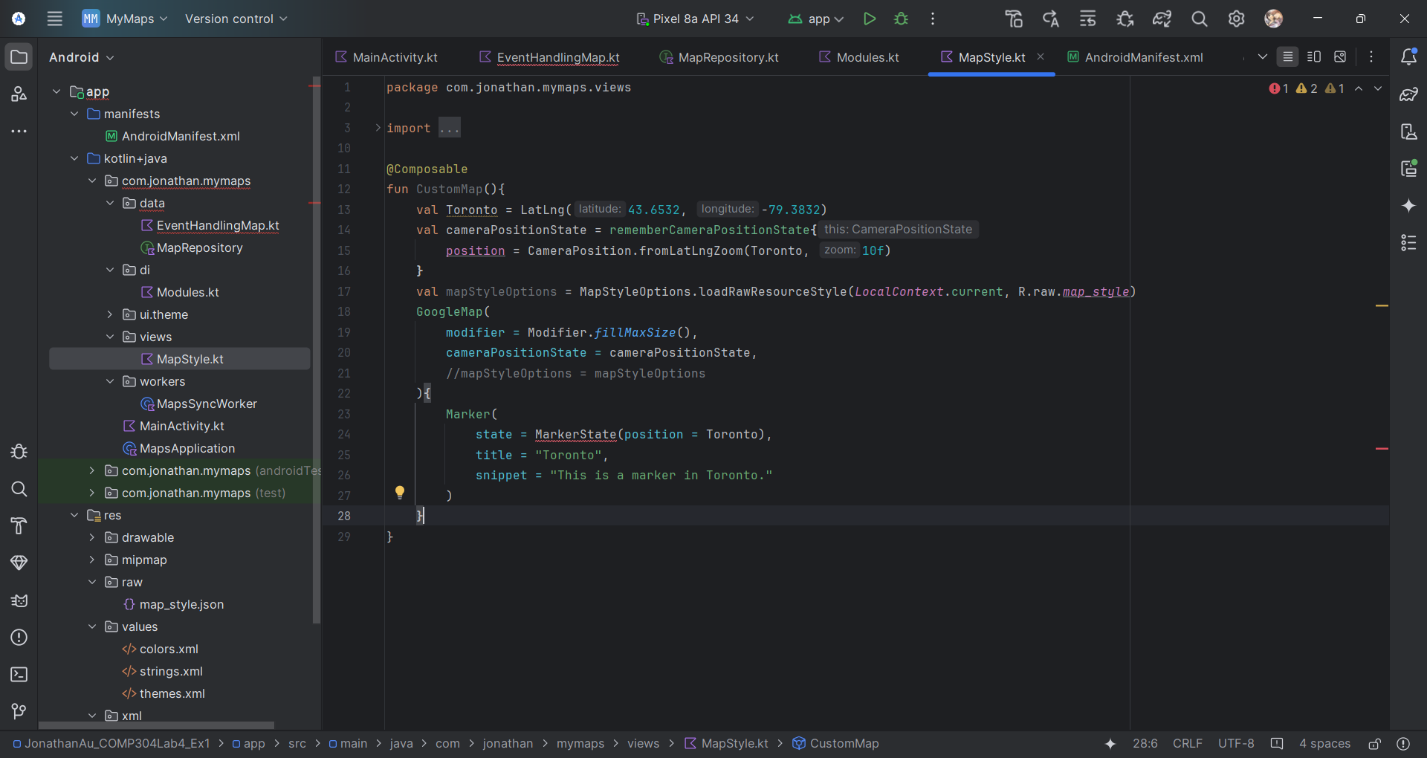 MM MyMaps Version control Pixel 8a API 34 app
Android
MainActivity.kt EventHandlingMap.kt MapRepository.kt Modules.kt MapStyle.kt AndroidManifest.xml
app
manifests
AndroidManifest.xml
kotlin+java
com.jonathan.mymaps
data
EventHandlingMap.kt
MapRepository
di
Modules.kt
ui.theme
views
MapStyle.kt
workers
MapsSyncWorker
MainActivity.kt
MapsApplication
com.jonathan.mymaps (androidTes
com.jonathan.mymaps (test)
res
drawable
mipmap
raw
map_style.json
values
colors.xml
strings.xml
themes.xml
xml
1 package com.jonathan.mymaps.views
1 2 1
2
3 import ...
10
11 @Composable
12 fun CustomMap(){
13 val Toronto = LatLng( latitude: 43.6532, longitude: -79.3832)
14 val cameraPositionState = rememberCameraPositionState{ this: CameraPositionState
15 position = CameraPosition.fromLatLngZoom(Toronto, zoom: 10f)
16 }
17 val mapStyleOptions = MapStyleOptions.loadRawResourceStyle(LocalContext.current, R.raw.map_style)
18 GoogleMap(
19 modifier = Modifier.fillMaxSize(),
20 cameraPositionState = cameraPositionState,
21 //mapStyleOptions = mapStyleOptions
22 ){
23 Marker(
24 state = MarkerState(position = Toronto),
25 title = "Toronto",
26 snippet = "This is a marker in Toronto."
27 )
28 }
29 }
JonathanAu_COMP304Lab4_Ex1 > app > src > main > java > com > jonathan > mymaps > views > MapStyle.kt > CustomMap 28:6 CRLF UTF-8 4 spaces